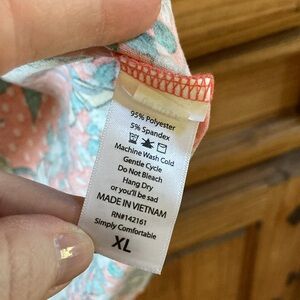 95% Polyester
5% Spandex
Machine Wash Cold
Gentle Cycle
Do Not Bleach
Hang Dry
or you'll be sad
MADE IN VIETNAM
RN#142161
Simply Comfortable
XL